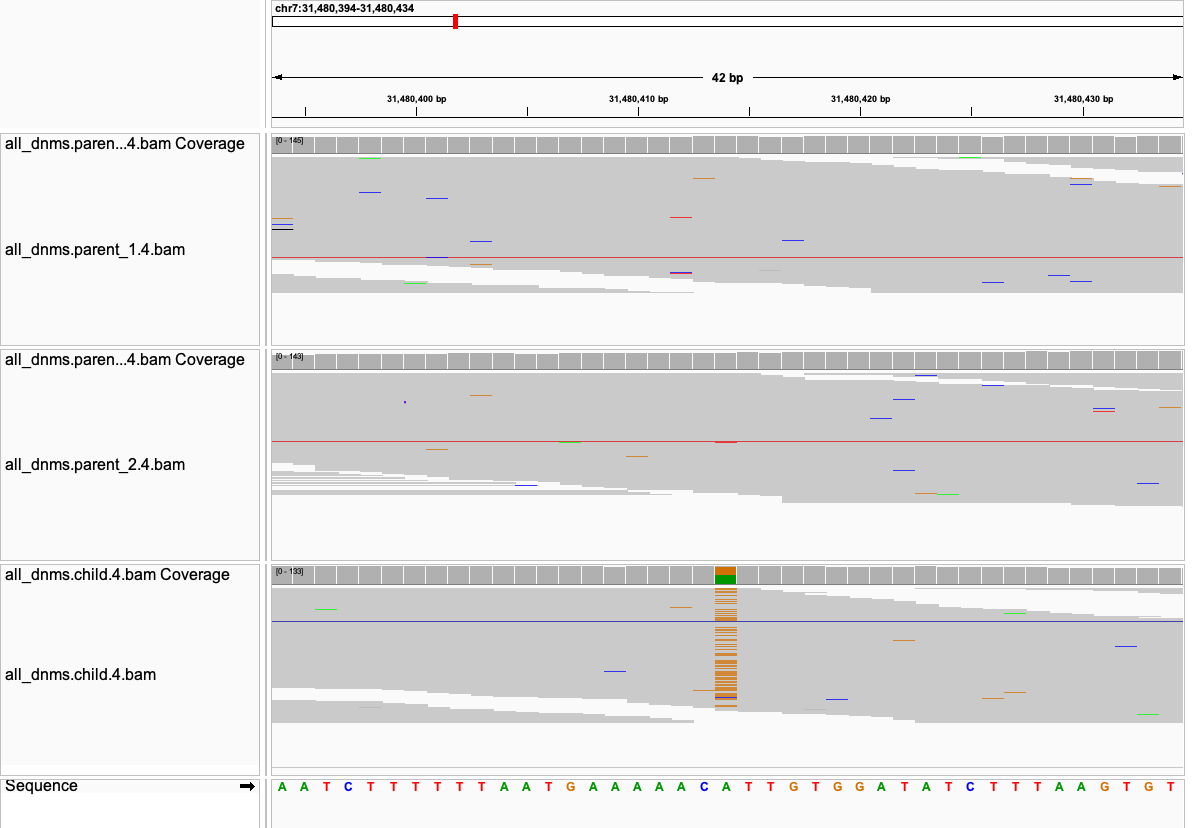 chr7:31,480,394-31,480,434
42 bp
31,480,400 bp 31,480,410 bp 31,480,420 bp 31,480,430 bp
all_dnms.paren...4.bam Coverage [0 - 145]
all_dnms.parent_1.4.bam
all_dnms.paren...4.bam Coverage [0 - 143]
all_dnms.parent_2.4.bam
all_dnms.child.4.bam Coverage [0 - 133]
all_dnms.child.4.bam
Sequence A A T C T T T T T T A A T G A A A A A C A T T G T G G A T A T C T T T A A G T G T